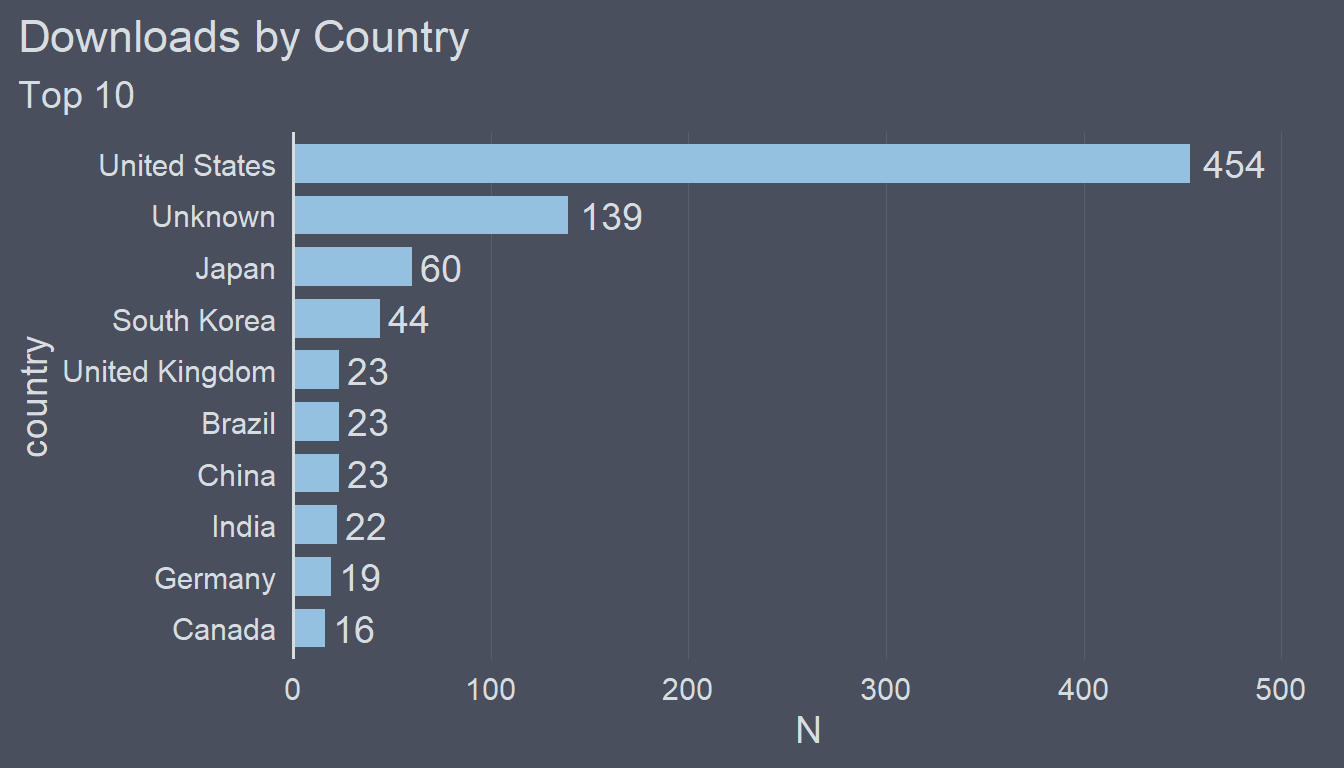 Downloads by Country
Top 10
country
United States 454
Unknown 139
Japan 60
South Korea 44
United Kingdom 23
Brazil 23
China 23
India 22
Germany 19
Canada 16
0 100 200 300 400 500
N